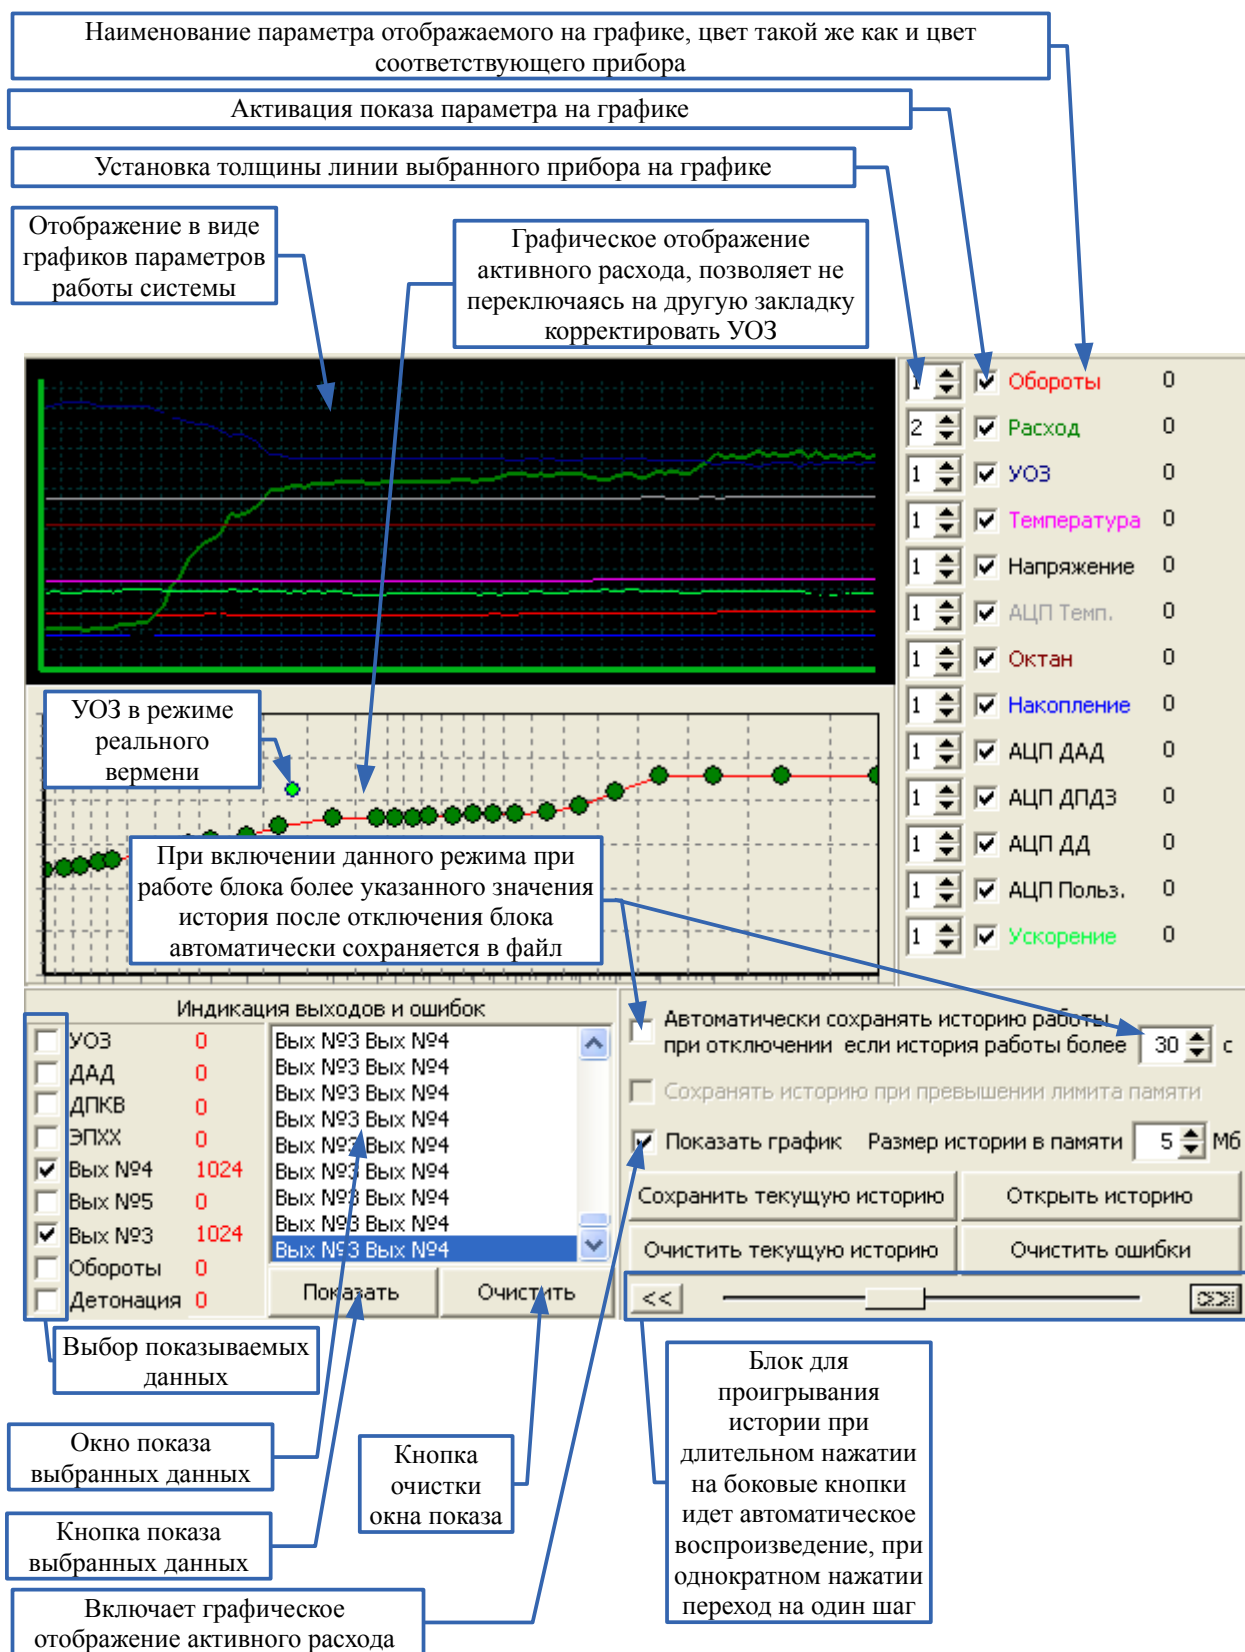 Наименование параметра отображаемого на графике, цвет такой же как и цвет
соответствующего прибора
Активация показа параметра на графике
Установка толщины линии выбранного прибора на графике
Отображение в виде
графиков параметров
работы системы
Графическое отображение
активного расхода, позволяет не
переключаясь на другую закладку
корректировать УОЗ
1 Обороты 0
2 Расход 0
1 УОЗ 0
1 Температура 0
1 Напряжение 0
1 АЦП Темп. 0
1 Октан 0
1 Накопление 0
1 АЦП ДАД 0
1 АЦП ДПДЗ 0
1 АЦП ДД 0
1 АЦП Польз. 0
1 Ускорение 0
УОЗ в режиме
реального
вермени
При включении данного режима при
работе блока более указанного значения
история после отключения блока
автоматически сохраняется в файл
Индикация выходов и ошибок
УОЗ 0
ДАД 0
ДПКВ 0
ЭПХХ 0
Вых №4 1024
Вых №5 0
Вых №3 1024
Обороты 0
Детонация 0
Вых №3 Вых №4
Вых №3 Вых №4
Вых №3 Вых №4
Вых №3 Вых №4
Вых №3 Вых №4
Вых №3 Вых №4
Вых №3 Вых №4
Вых №3 Вых №4
Вых №3 Вых №4
Показать Очистить
Автоматически сохранять историю работы
при отключении если история работы более 30 с
Сохранять историю при превышении лимита памяти
Показать график Размер истории в памяти 5 Мб
Сохранить текущую историю Открыть историю
Очистить текущую историю Очистить ошибки
<< >>
Выбор показываемых
данных
Окно показа
выбранных данных
Кнопка показа
выбранных данных
Включает графическое
отображение активного расхода
Кнопка
очистки
окна показа
Блок для
проигрывания
истории при
длительном нажатии
на боковые кнопки
идет автоматическое
воспроизведение, при
однократном нажатии
переход на один шаг